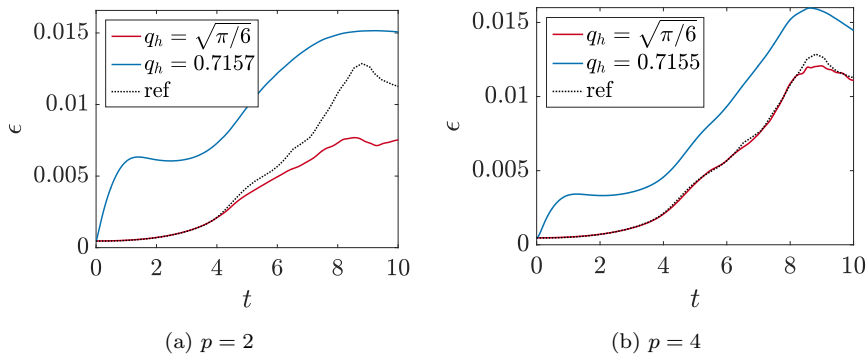 0.015
0.01
0.005
0
ϵ
q_h = √(π/6)
q_h = 0.7157
ref
0 2 4 6 8 10
t
(a) p = 2
0.015
0.01
0.005
0
ϵ
q_h = √(π/6)
q_h = 0.7155
ref
0 2 4 6 8 10
t
(b) p = 4